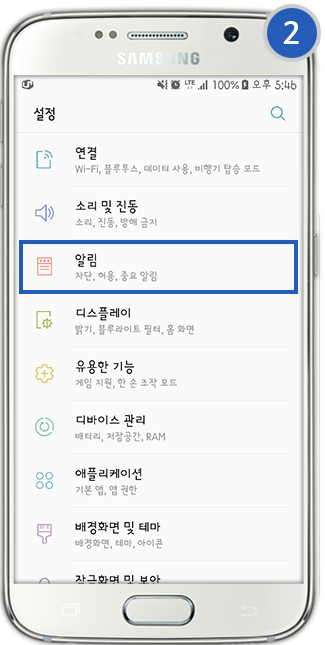 2
SAMSUNG
LTE 100% 오후 5:46
설정
연결
Wi-Fi, 블루투스, 데이터 사용, 비행기 탑승 모드
소리 및 진동
소리, 진동, 방해 금지
알림
차단, 허용, 중요 알림
디스플레이
밝기, 블루라이트 필터, 홈 화면
유용한 기능
게임 지원, 한 손 조작 모드
디바이스 관리
배터리, 저장공간, RAM
애플리케이션
기본 앱, 앱 권한
배경화면 및 테마
배경화면, 테마, 아이콘
잠금화면 및 보안